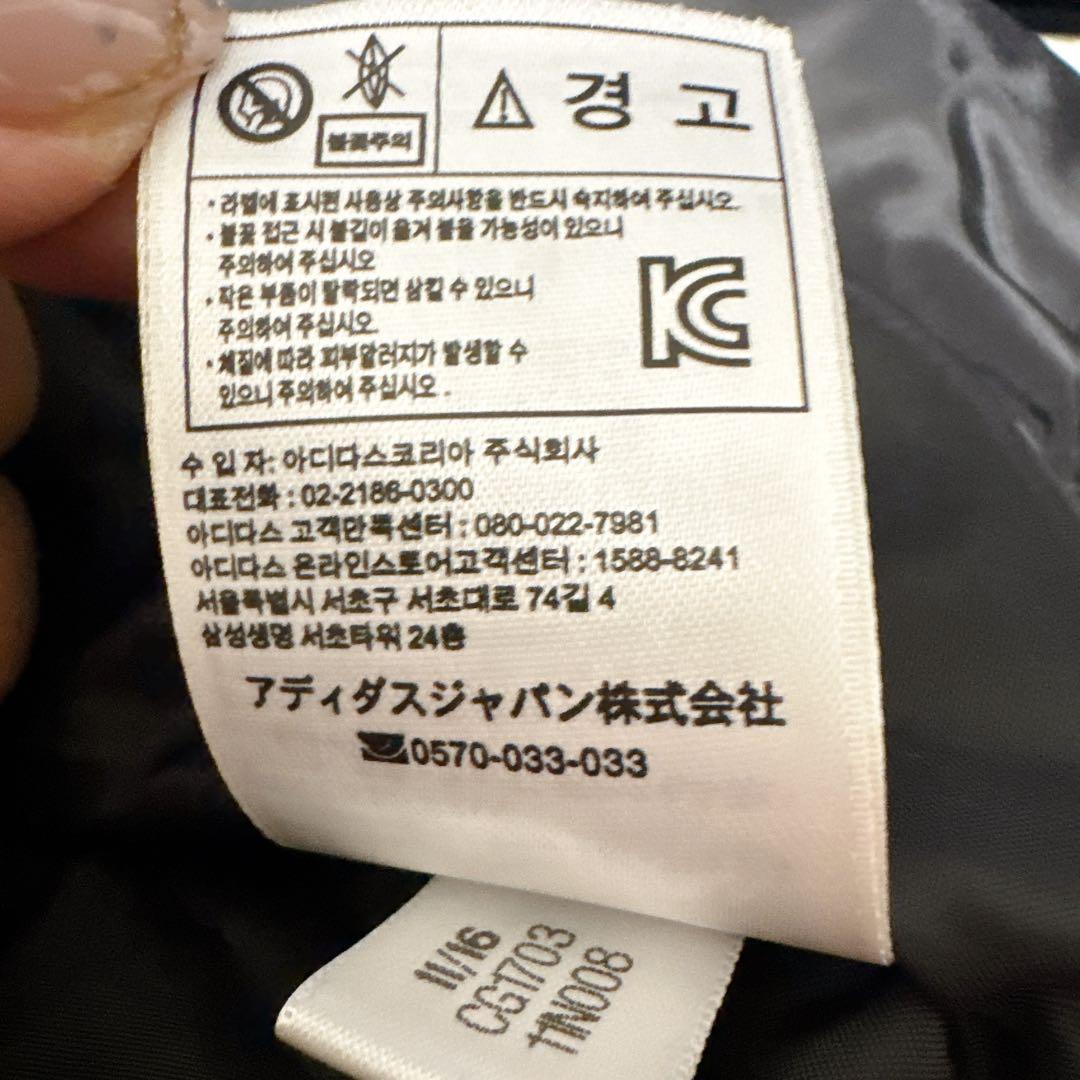 경 고
불꽃주의
• 라벨에 표시된 사용상 주의사항을 반드시 숙지하여 주십시오.
• 불꽃 접근 시 불길이 옮겨 붙을 가능성이 있으니
주의하여 주십시오
• 작은 부품이 탈락되면 삼킬 수 있으니
주의하여 주십시오.
• 체질에 따라 피부알러지가 발생할 수
있으니 주의하여 주십시오 .
수 입 자: 아디다스코리아 주식회사
대표전화 : 02-2186-0300
아디다스 고객만족센터 : 080-022-7981
아디다스 온라인스토어고객센터 : 1588-8241
서울특별시 서초구 서초대로 74길 4
삼성생명 서초타워 24층
アディダスジャパン株式会社
0570-033-033
11/16
CG1703
11N008